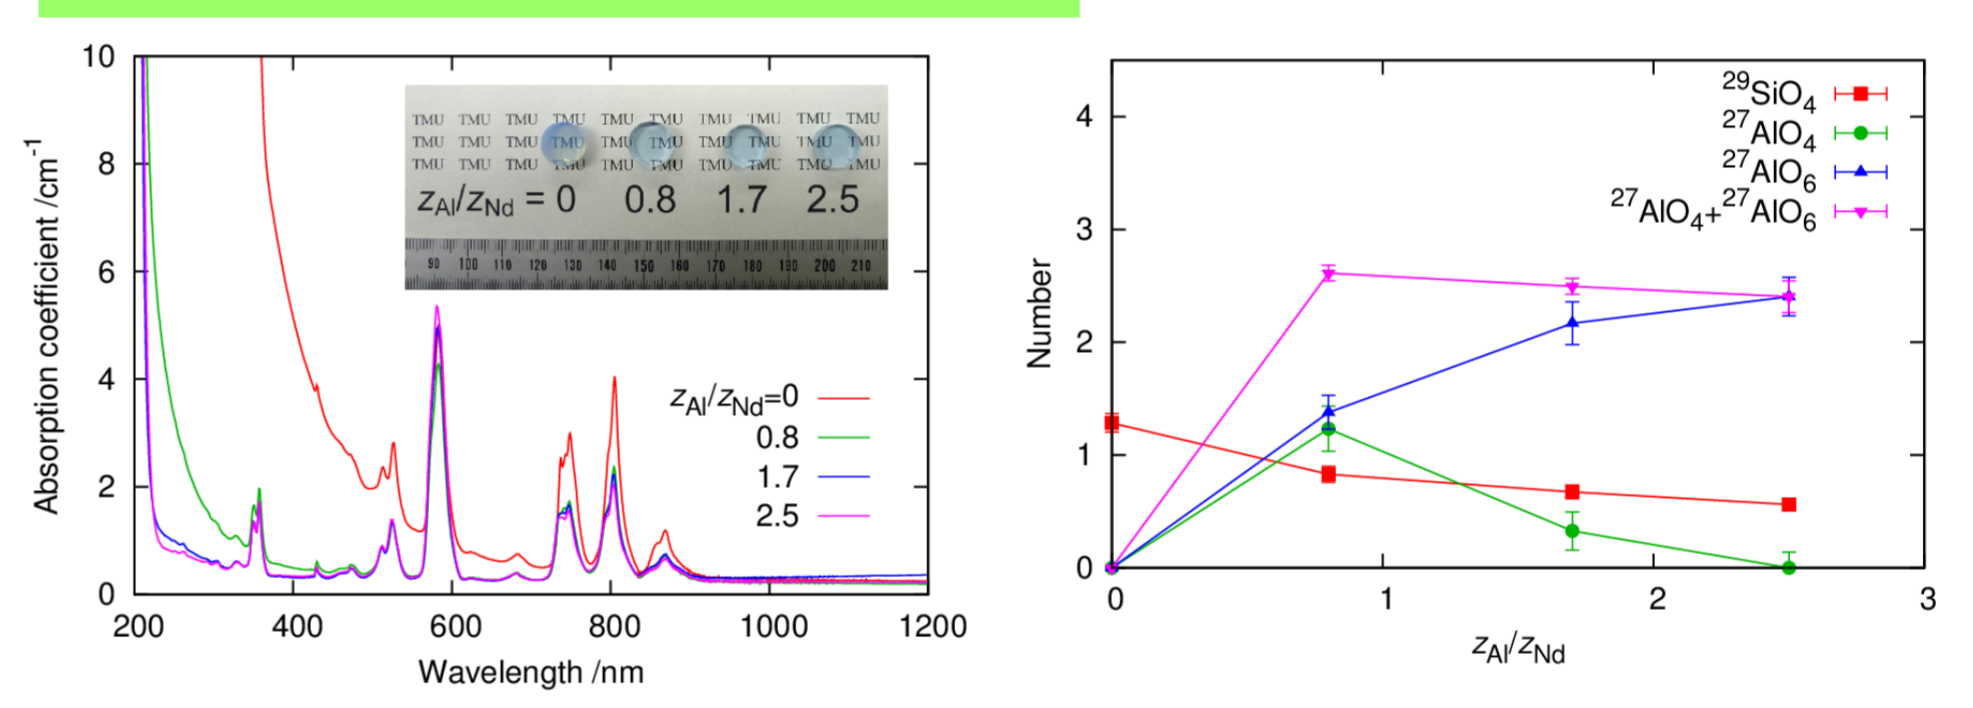 10
8
6
4
2
0
200 400 600 800 1000 1200
Absorption coefficient /cm⁻¹
Wavelength /nm
TMU TMU TMU TMU TMU TMU TMU TMU TMU TMU
TMU TMU TMU TMU TMU TMU TMU TMU TMU TMU
TMU TMU TMU TMU TMU TMU TMU TMU TMU TMU
zAl/zNd = 0 0.8 1.7 2.5
90 100 110 120 130 140 150 160 170 180 190 200 210
zAl/zNd=0
0.8
1.7
2.5
4
3
2
1
0
0 1 2 3
Number
zAl/zNd
²⁹SiO₄
²⁷AlO₄
²⁷AlO₆
²⁷AlO₄+²⁷AlO₆